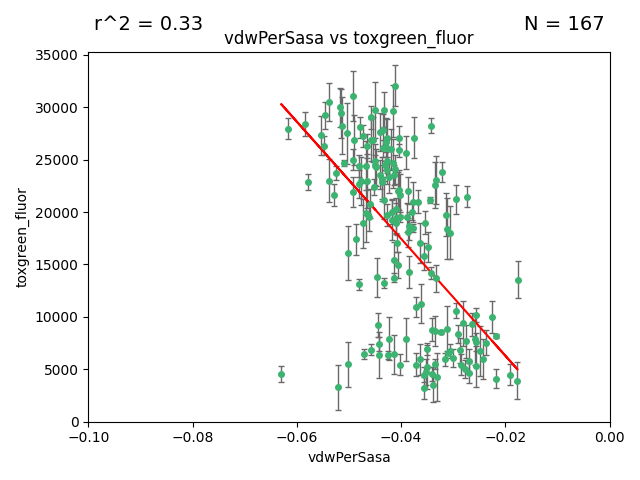 r^2 = 0.33 N = 167
vdwPerSasa vs toxgreen_fluor
35000
30000
25000
20000
15000
10000
5000
0
toxgreen_fluor
−0.10 −0.08 −0.06 −0.04 −0.02 0.00
vdwPerSasa